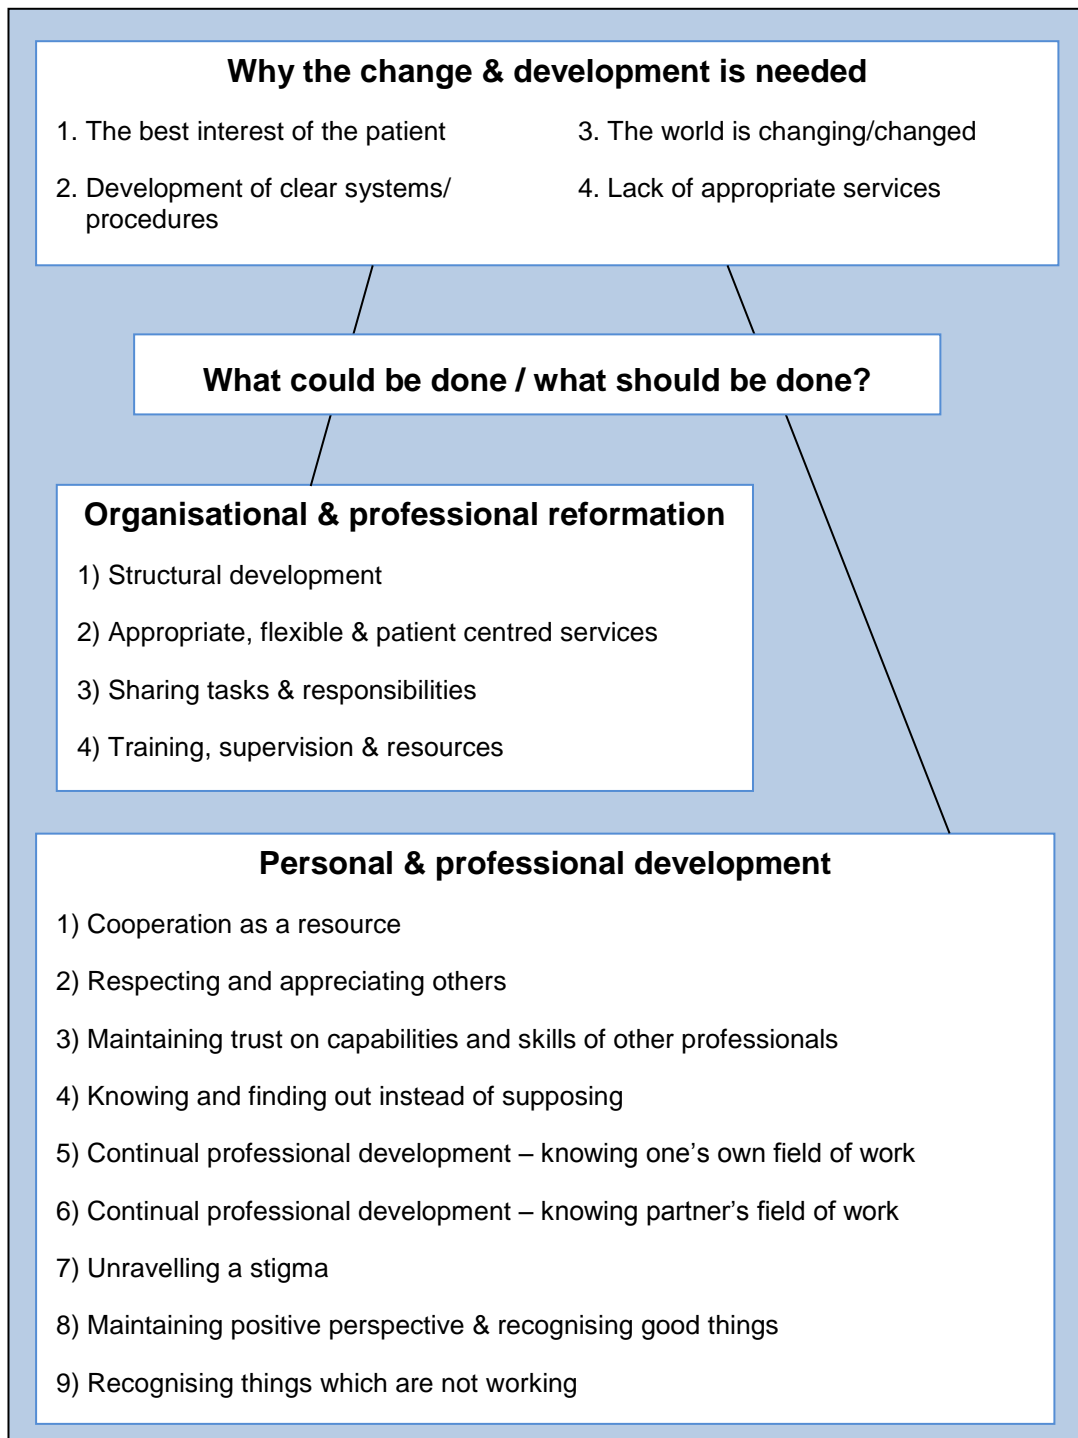 Why the change & development is needed
1. The best interest of the patient
2. Development of clear systems/
procedures
3. The world is changing/changed
4. Lack of appropriate services
What could be done / what should be done?
Organisational & professional reformation
1) Structural development
2) Appropriate, flexible & patient centred services
3) Sharing tasks & responsibilities
4) Training, supervision & resources
Personal & professional development
1) Cooperation as a resource
2) Respecting and appreciating others
3) Maintaining trust on capabilities and skills of other professionals
4) Knowing and finding out instead of supposing
5) Continual professional development – knowing one’s own field of work
6) Continual professional development – knowing partner’s field of work
7) Unravelling a stigma
8) Maintaining positive perspective & recognising good things
9) Recognising things which are not working